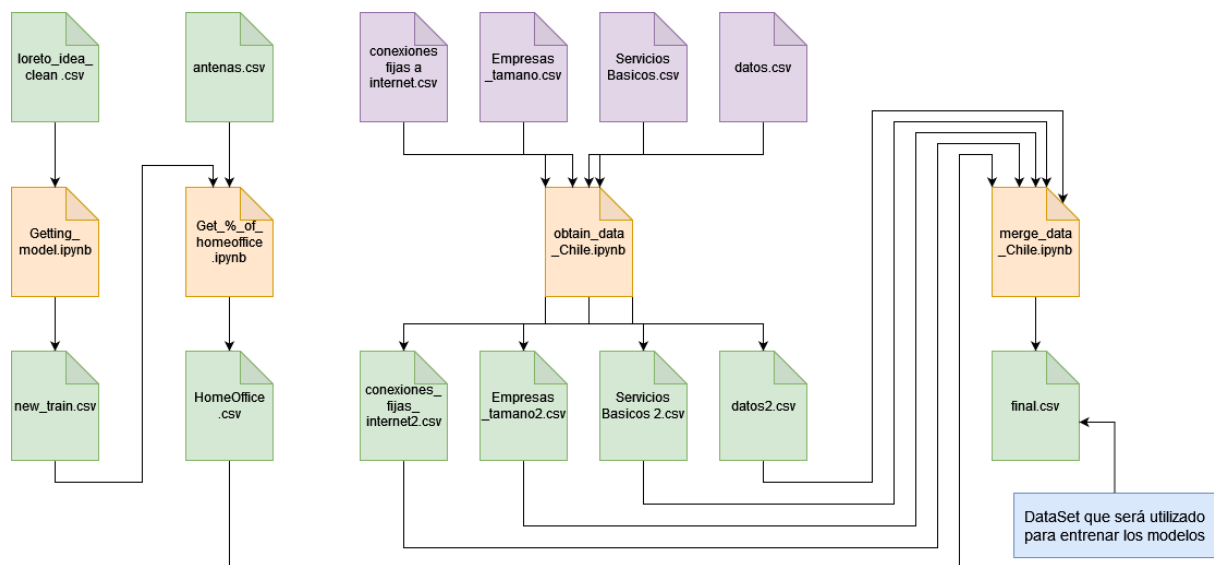 loreto_idea_
clean .csv
antenas.csv
conexiones
fijas a
internet.csv
Empresas
_tamano.csv
Servicios
Basicos.csv
datos.csv
Getting_
model.ipynb
Get_%_of_
homeoffice
.ipynb
obtain_data
_Chile.ipynb
merge_data
_Chile.ipynb
new_train.csv
HomeOffice
.csv
conexiones_
fijas_
internet2.csv
Empresas
_tamano2.csv
Servicios
Basicos 2.csv
datos2.csv
final.csv
DataSet que será utilizado
para entrenar los modelos